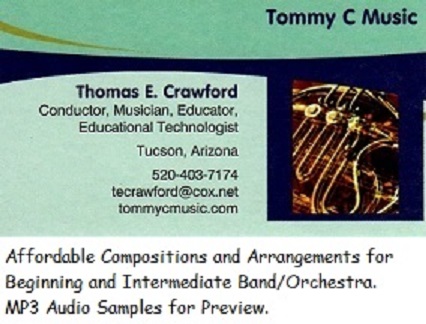 Tommy C Music
Thomas E. Crawford
Conductor, Musician, Educator,
Educational Technologist
Tucson, Arizona
520-403-7174
tecrawford@cox.net
tommycmusic.com
Affordable Compositions and Arrangements for
Beginning and Intermediate Band/Orchestra.
MP3 Audio Samples for Preview.